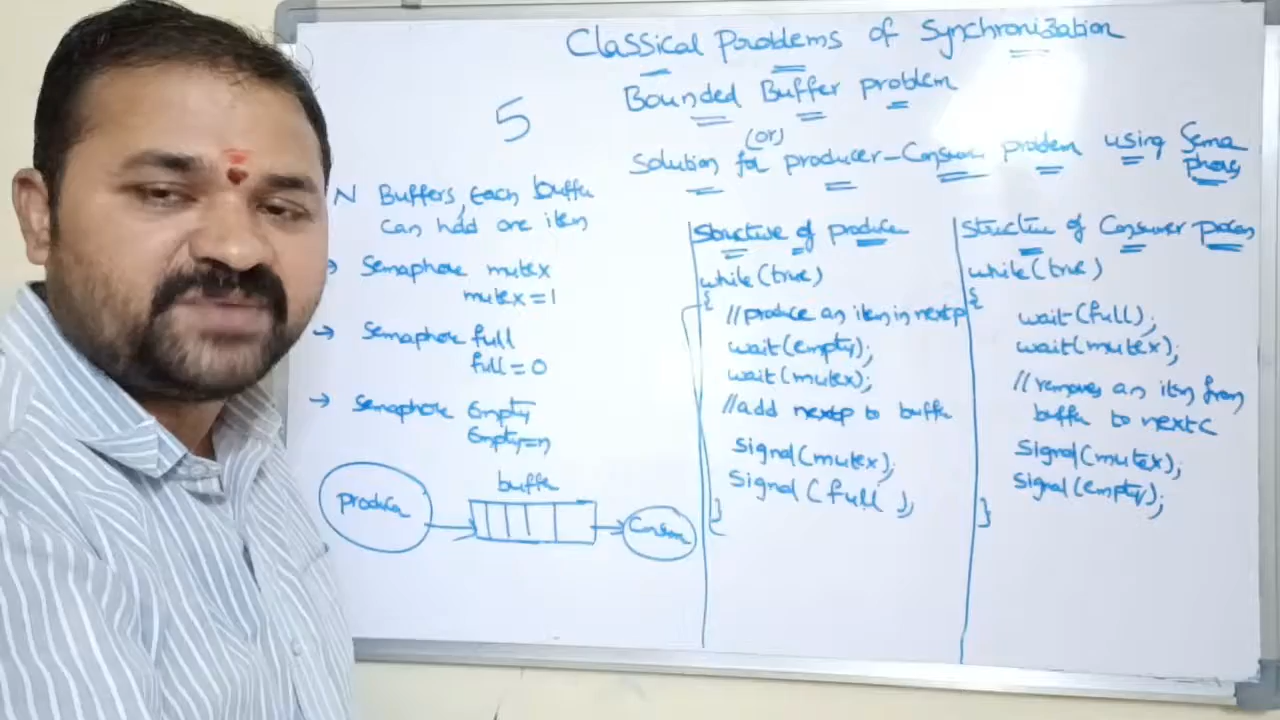 Classical Problems of Synchronization
Bounded Buffer problem
5
(or)
Solution for producer-Consumer problem using Sema
phores
N Buffers, Each buffer
can hold one item
→ Semaphore mutex
mutex=1
→ Semaphore full
full=0
→ Semaphore Empty
Empty=n
buffer
producer
Consum
Structure of producer
while(true)
{
//produce an item in nextp
wait(empty);
wait(mutex);
//add nextp to buffer
Signal(mutex);
Signal(full);
}
Structure of Consumer process
while(true)
{
wait(full);
wait(mutex);
//removes an item from
buffer to nextc
Signal(mutex);
Signal(empty);
}